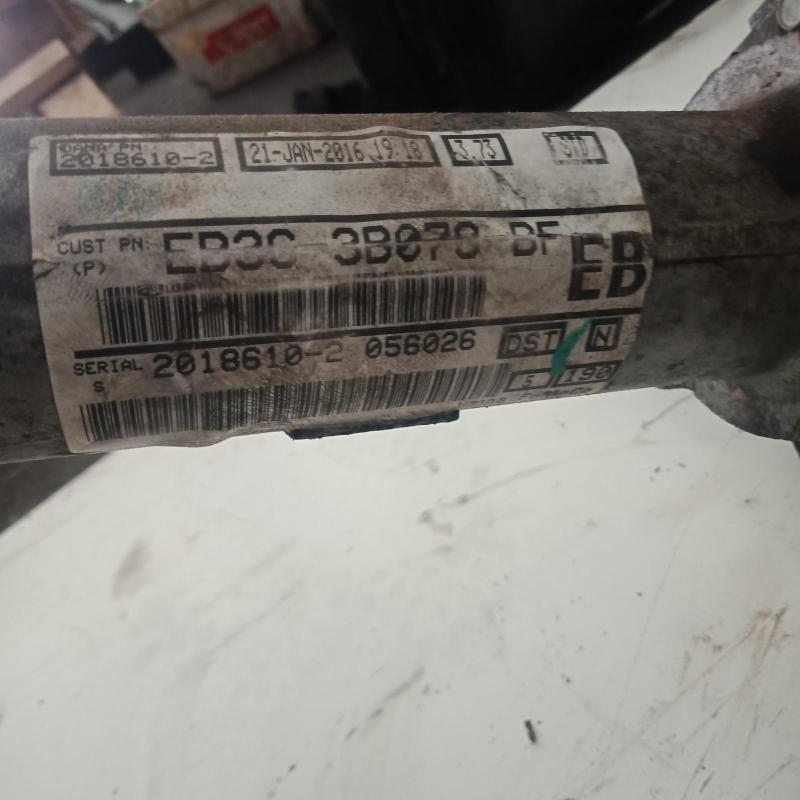 DANA PN:
2018610-2
21-JAN-2016 19:18
3.73
STD
CUST PN: EB3C-3B078-BF
(P)
EB
SERIAL 2018610-2 056026 DST N
S
5 190